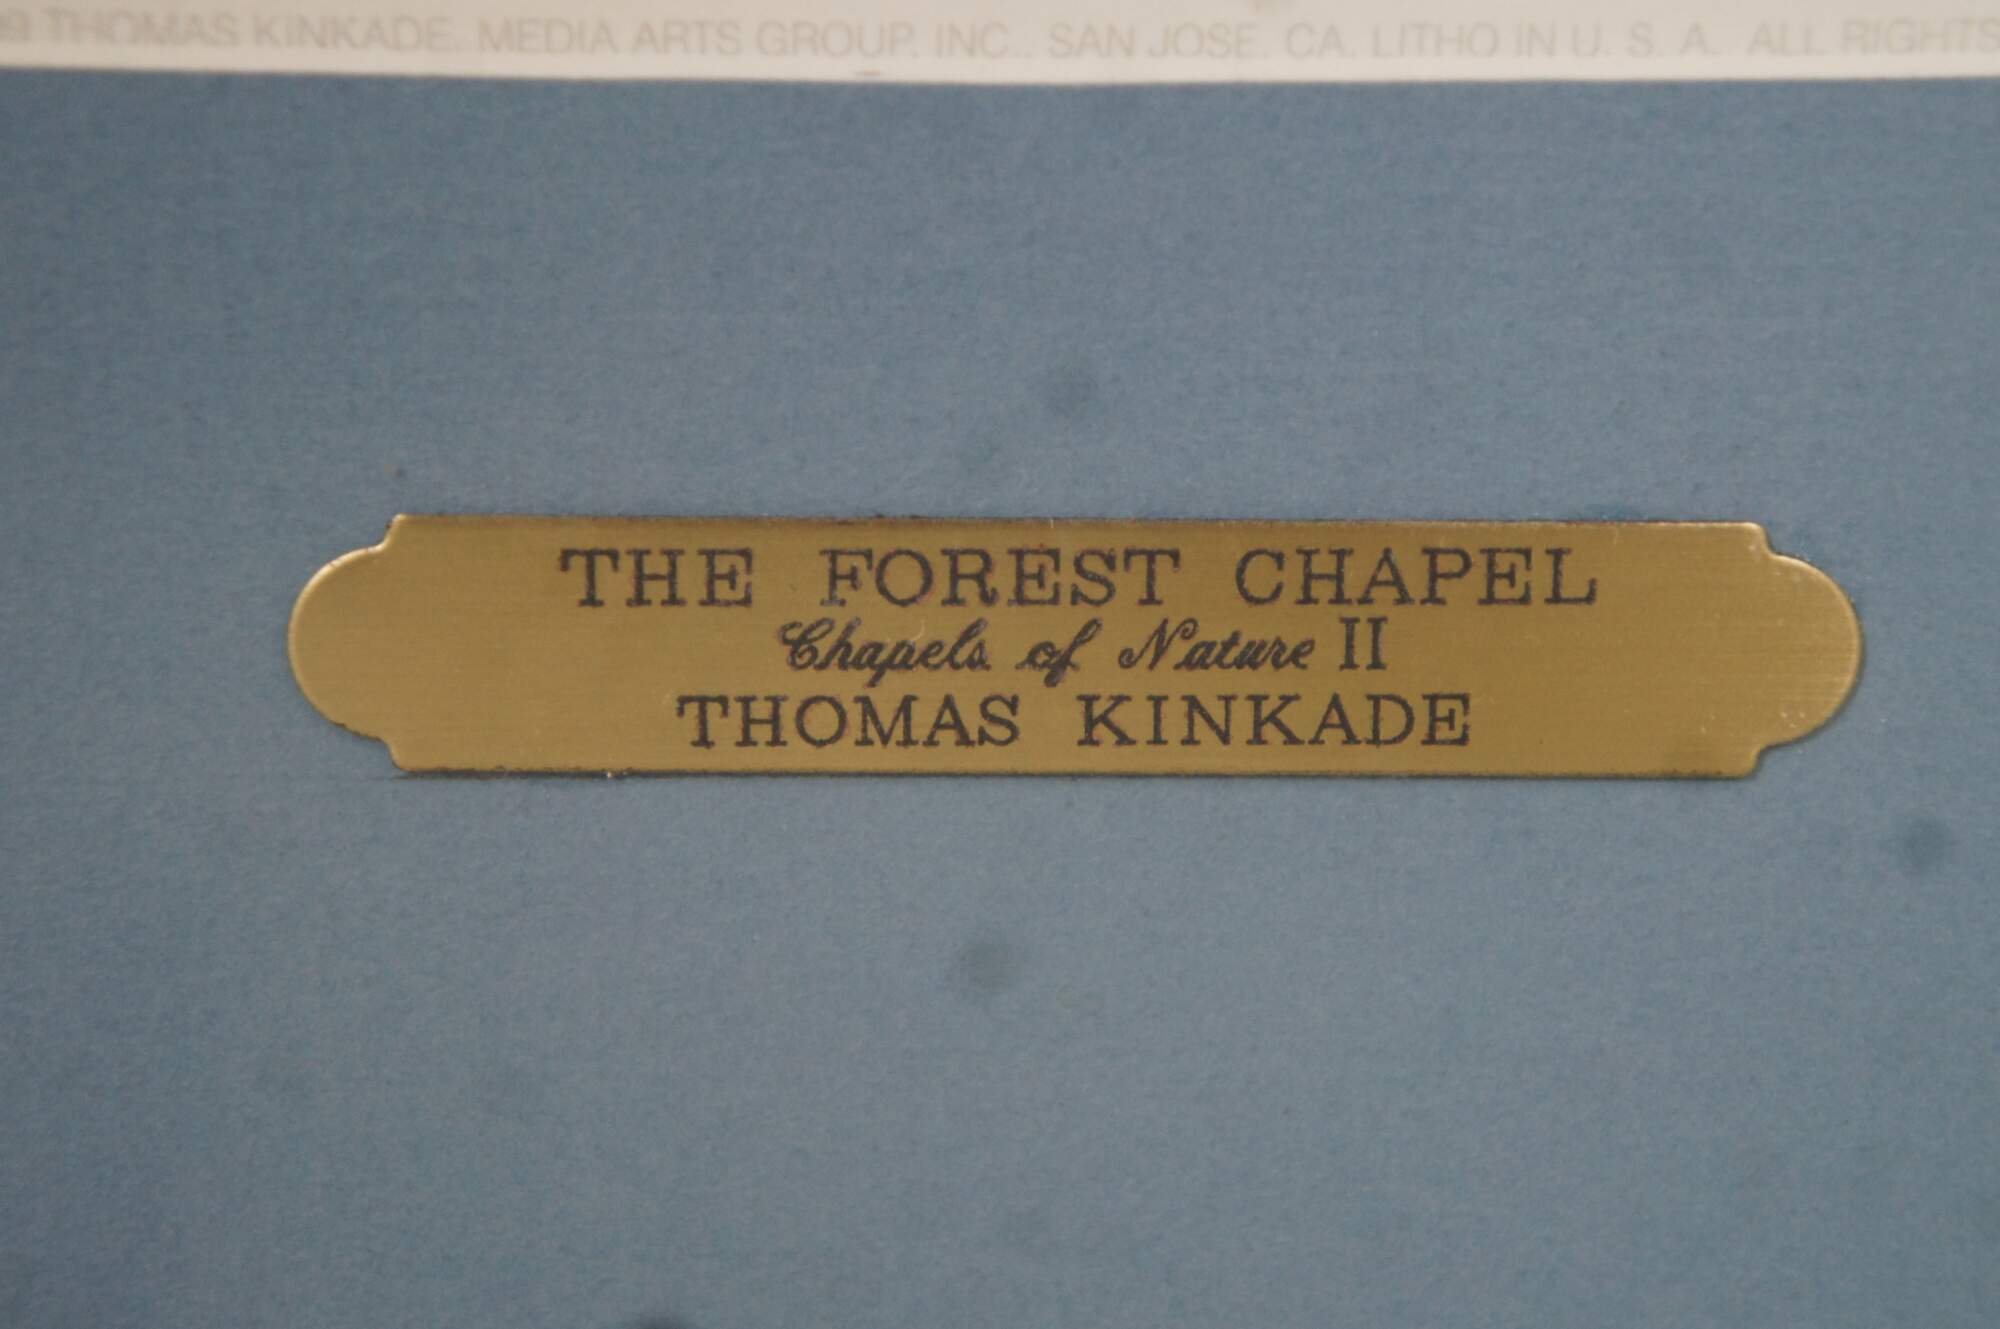 9 THOMAS KINKADE, MEDIA ARTS GROUP, INC., SAN JOSE, CA. LITHO IN U. S. A. ALL RIGHTS
THE FOREST CHAPEL
Chapels of Nature II
THOMAS KINKADE